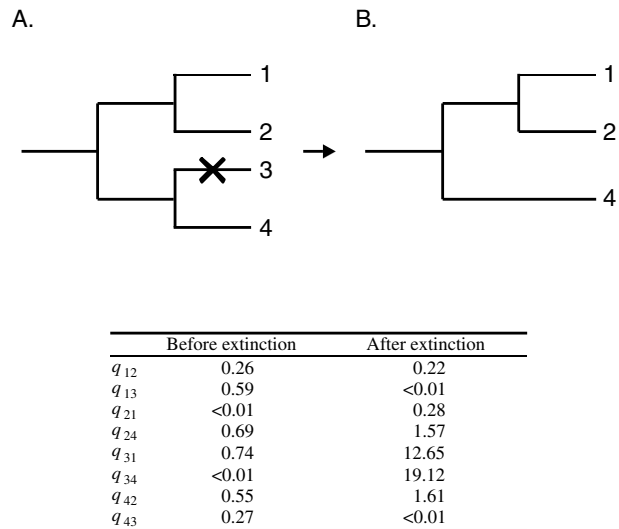 A. B.
1 1
2 2
3
4 4
Before extinction After extinction
q12 0.26 0.22
q13 0.59 <0.01
q21 <0.01 0.28
q24 0.69 1.57
q31 0.74 12.65
q34 <0.01 19.12
q42 0.55 1.61
q43 0.27 <0.01